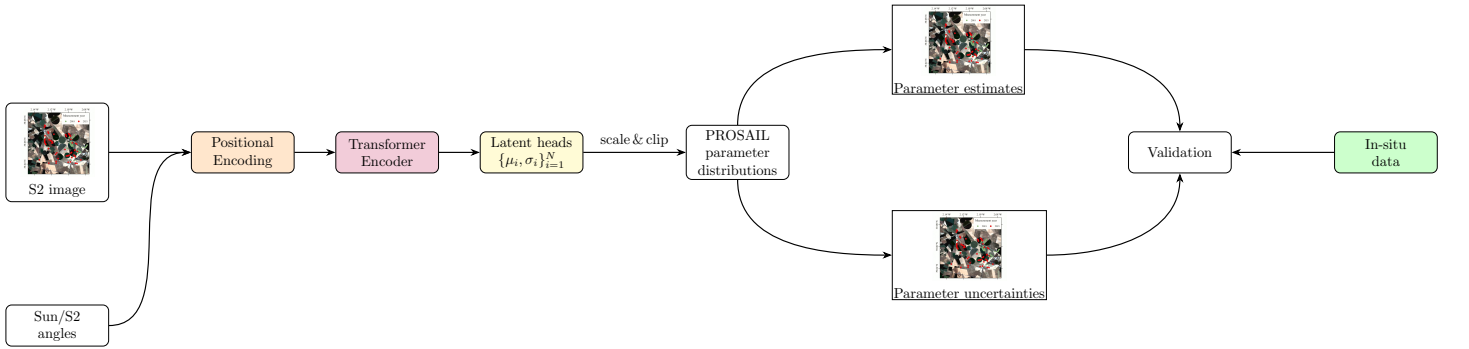 S2 image
Sun/S2
angles
Positional
Encoding
Transformer
Encoder
Latent heads
{μᵢ, σᵢ}ᵢ₌₁ᴺ
scale & clip
PROSAIL
parameter
distributions
Parameter estimates
Parameter uncertainties
Validation
In-situ
data